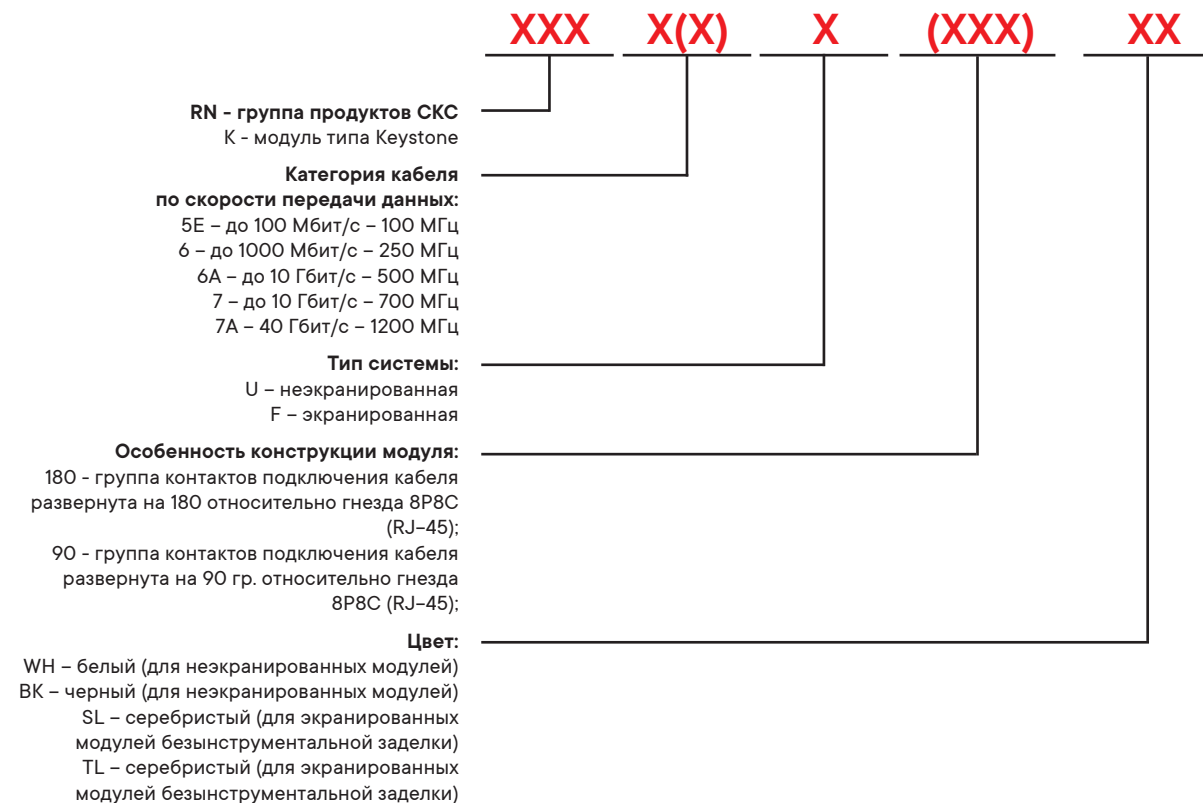 XXX X(X) X (XXX) XX
RN - группа продуктов СКС
K - модуль типа Keystone
Категория кабеля
по скорости передачи данных:
5E – до 100 Мбит/с – 100 МГц
6 – до 1000 Мбит/с – 250 МГц
6A – до 10 Гбит/с – 500 МГц
7 – до 10 Гбит/с – 700 МГц
7A – 40 Гбит/с – 1200 МГц
Тип системы:
U – неэкранированная
F – экранированная
Особенность конструкции модуля:
180 - группа контактов подключения кабеля
развернута на 180 относительно гнезда 8P8C
(RJ–45);
90 - группа контактов подключения кабеля
развернута на 90 гр. относительно гнезда
8P8C (RJ–45);
Цвет:
WH – белый (для неэкранированных модулей)
BK – черный (для неэкранированных модулей)
SL – серебристый (для экранированных
модулей безынструментальной заделки)
TL – серебристый (для экранированных
модулей безынструментальной заделки)